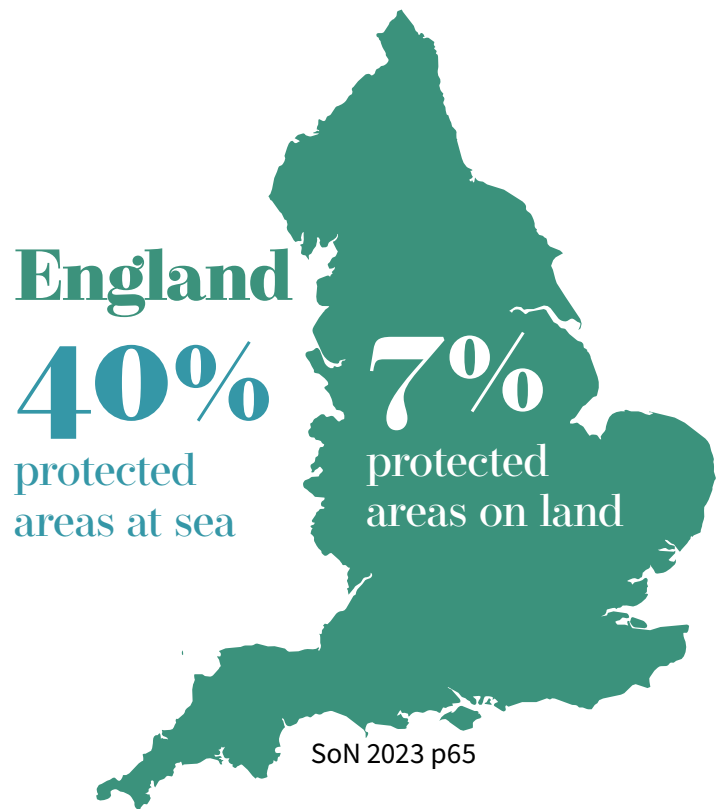 England
40%
protected
areas at sea
7%
protected
areas on land
SoN 2023 p65